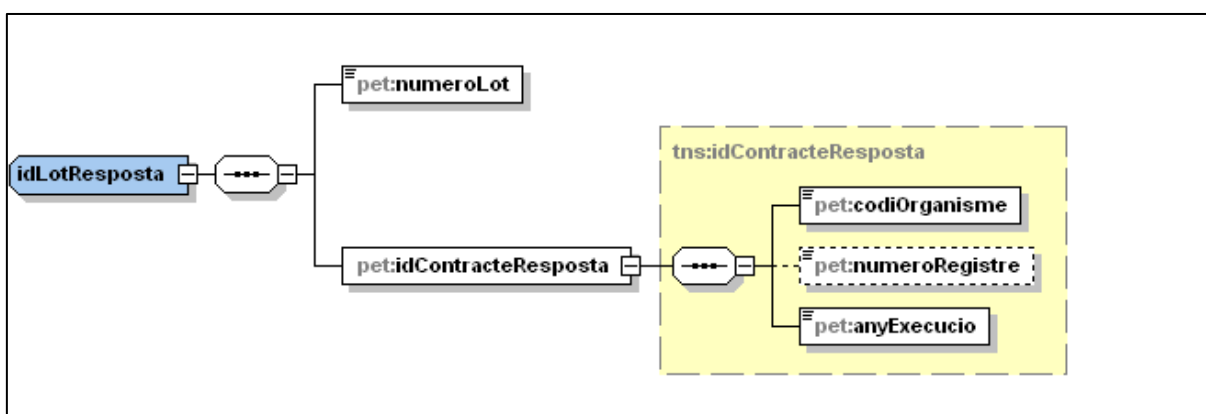 pet:numeroLot
tns:idContracteResposta
idLotResposta
pet:codiOrganisme
pet:idContracteResposta
pet:numeroRegistre
pet:anyExecucio